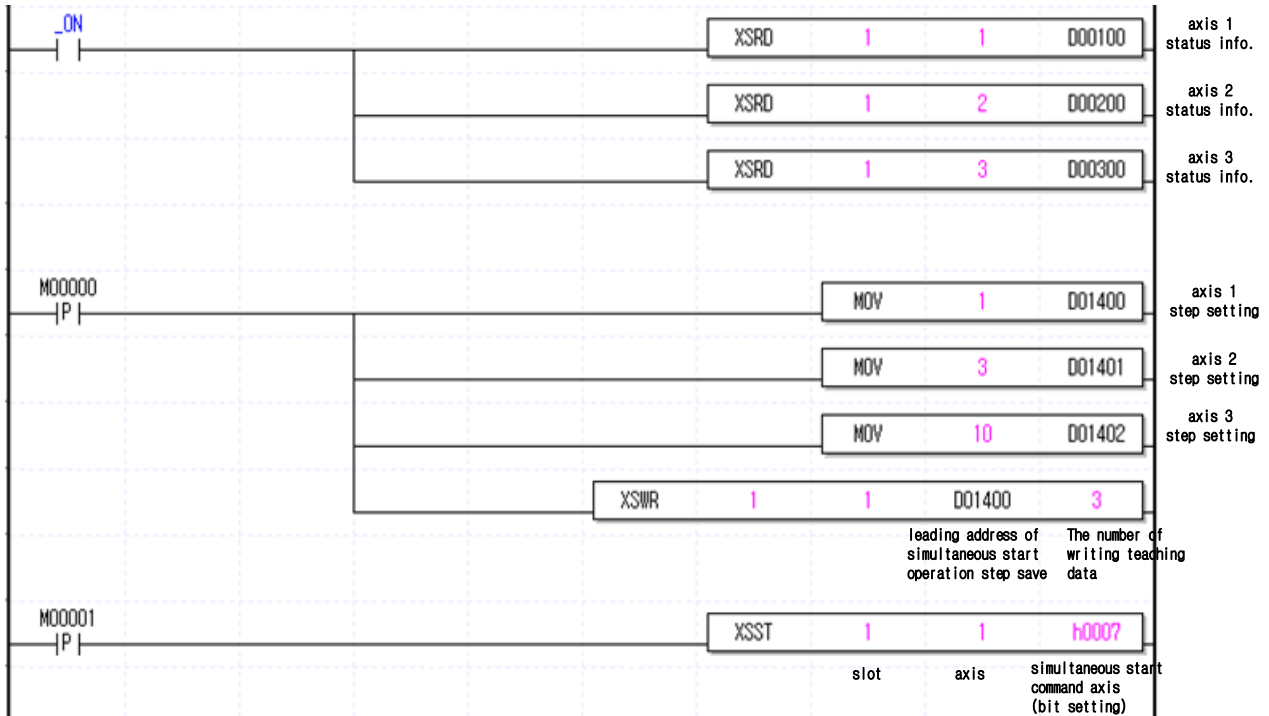 _ON
XSRD 1 1 D00100
axis 1
status info.
XSRD 1 2 D00200
axis 2
status info.
XSRD 1 3 D00300
axis 3
status info.
M00000
P
MOV 1 D01400
axis 1
step setting
MOV 3 D01401
axis 2
step setting
MOV 10 D01402
axis 3
step setting
XSWR 1 1 D01400 3
leading address of
simultaneous start
operation step save
The number of
writing teaching
data
M00001
P
XSST 1 1 h0007
slot
axis
simultaneous start
command axis
(bit setting)